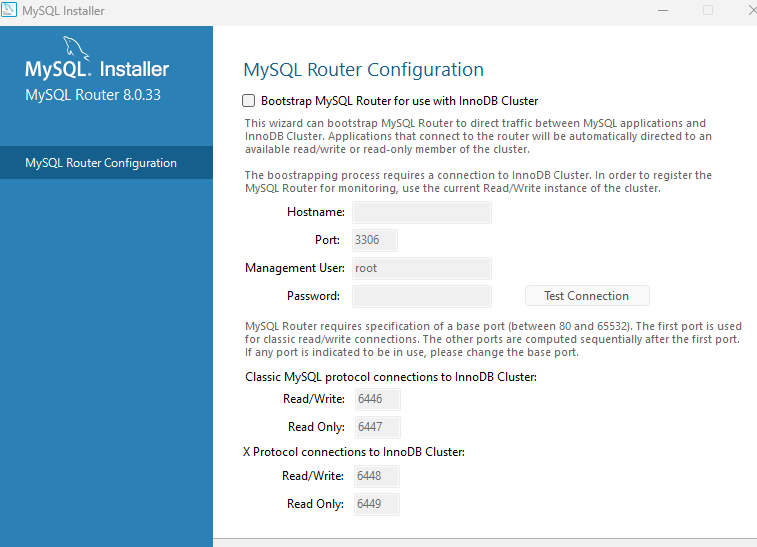 MySQL Installer
MySQL. Installer
MySQL Router 8.0.33
MySQL Router Configuration
MySQL Router Configuration
Bootstrap MySQL Router for use with InnoDB Cluster
This wizard can bootstrap MySQL Router to direct traffic between MySQL applications and
InnoDB Cluster. Applications that connect to the router will be automatically directed to an
available read/write or read-only member of the cluster.
The boostrapping process requires a connection to InnoDB Cluster. In order to register the
MySQL Router for monitoring, use the current Read/Write instance of the cluster.
Hostname:
Port: 3306
Management User: root
Password:
Test Connection
MySQL Router requires specification of a base port (between 80 and 65532). The first port is used
for classic read/write connections. The other ports are computed sequentially after the first port.
If any port is indicated to be in use, please change the base port.
Classic MySQL protocol connections to InnoDB Cluster:
Read/Write: 6446
Read Only: 6447
X Protocol connections to InnoDB Cluster:
Read/Write: 6448
Read Only: 6449